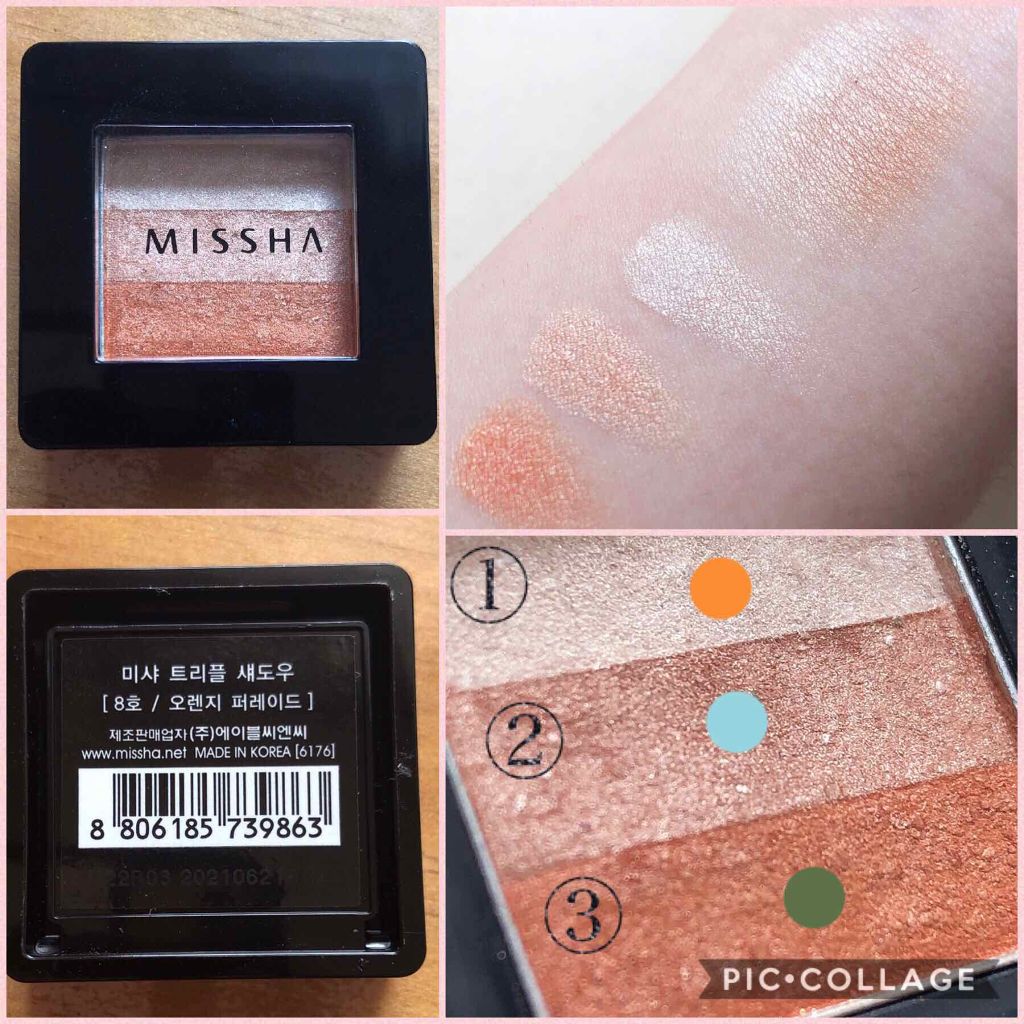 MISSHA
미샤 트리플 섀도우
[ 8호 / 오렌지 퍼레이드 ]
제조판매업자 (주)에이블씨엔씨
www.missha.net MADE IN KOREA [6176]
8 806185 739863
①
②
③
PIC•COLLAGE